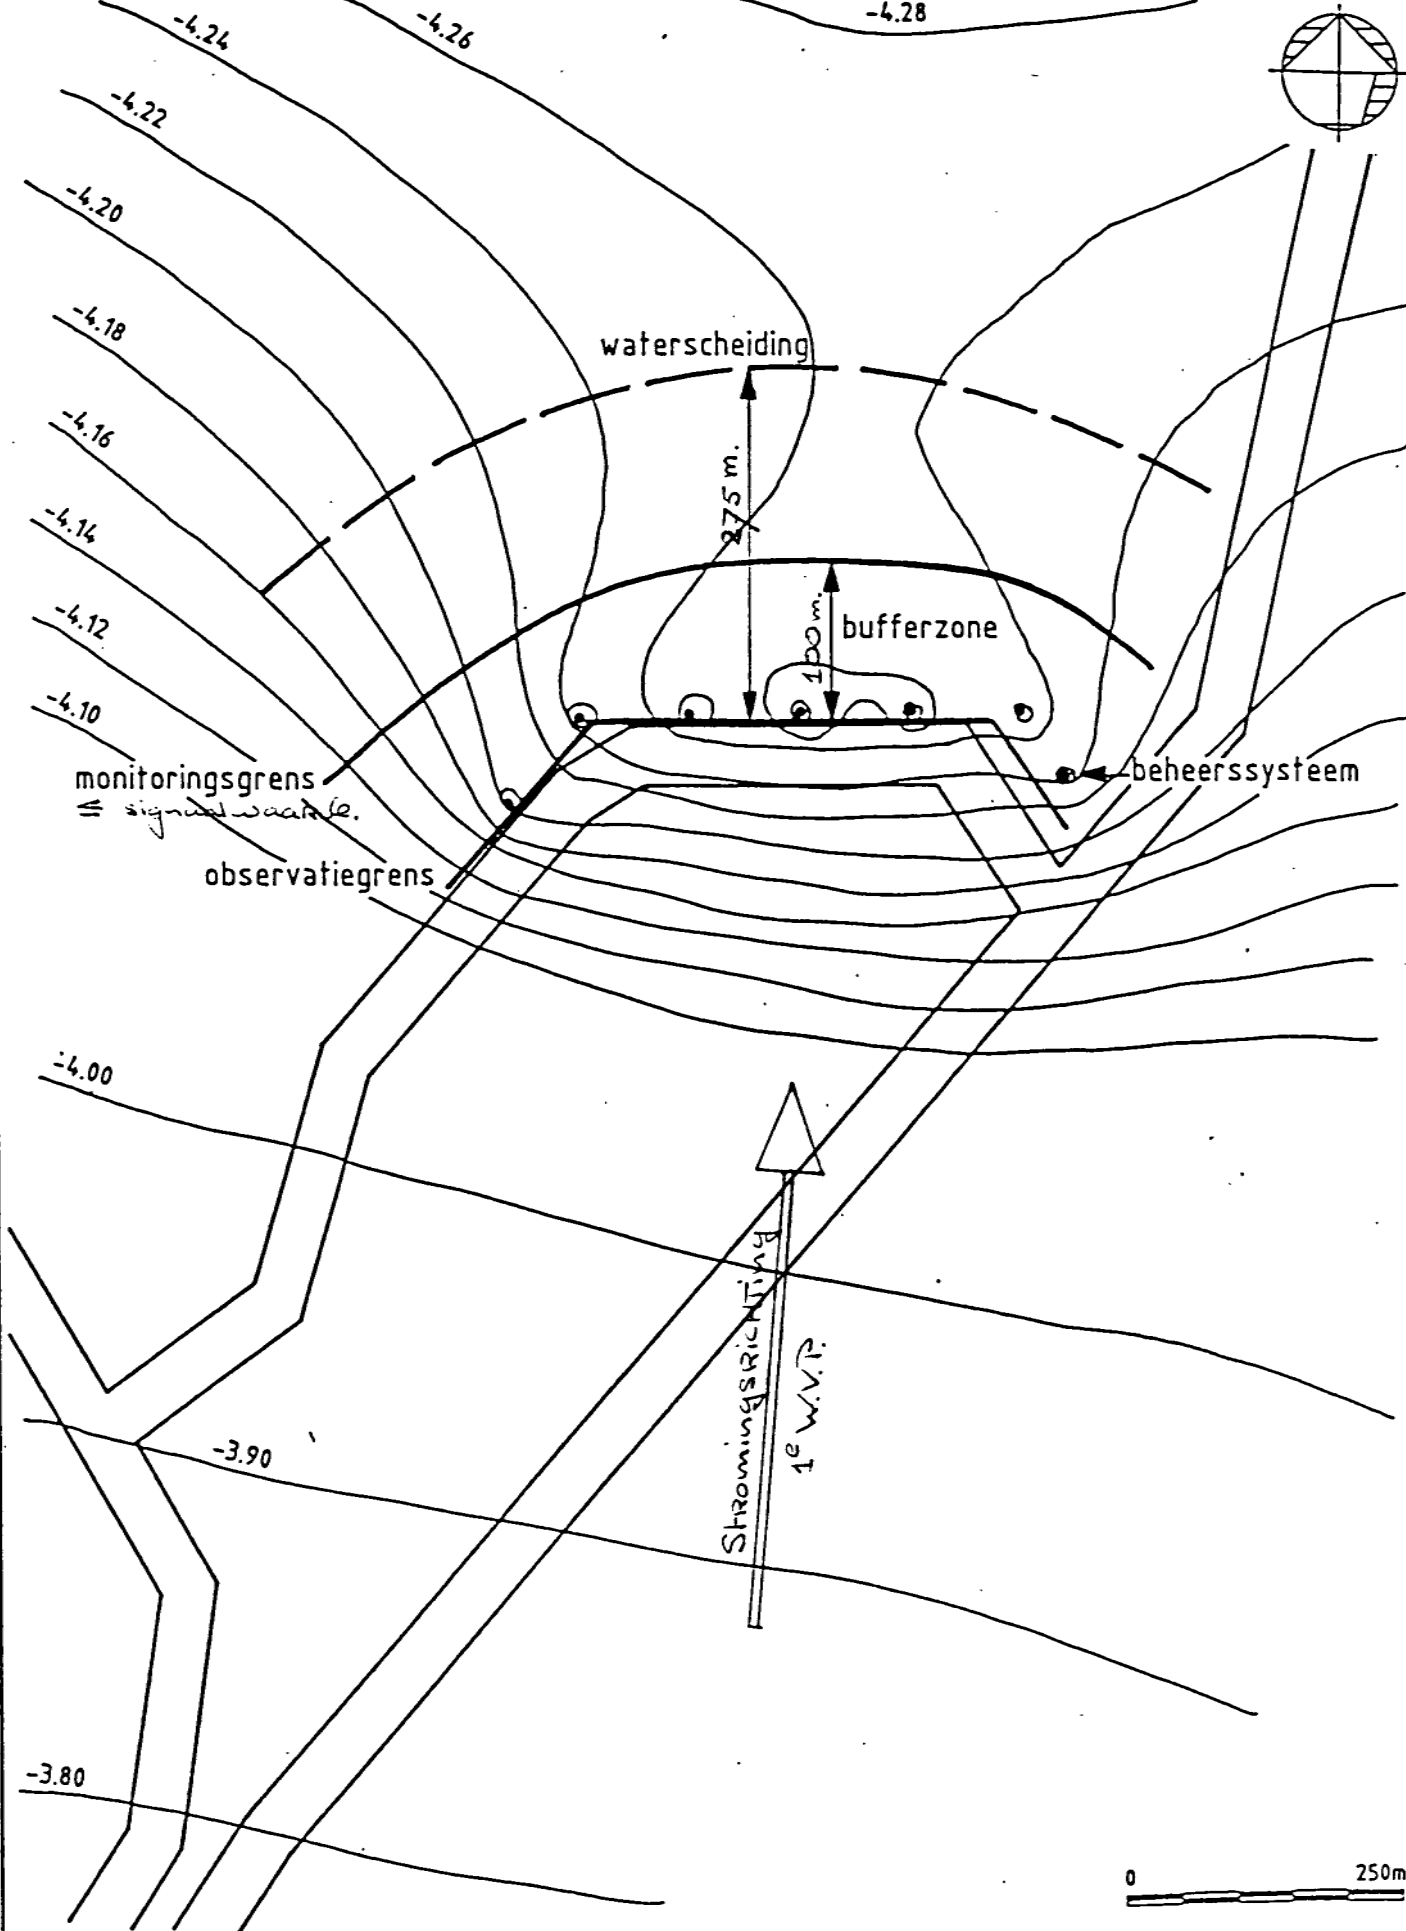 -4.28
-4.24
-4.26
-4.22
-4.20
-4.18
waterscheiding
-4.16
275 m.
-4.14
-4.12
100 m.
bufferzone
-4.10
monitoringsgrens
beheerssysteem
≤ signaalwaarde.
observatiegrens
-4.00
Stromingsrichting
1e W.V.P.
-3.90
-3.80
0
250m